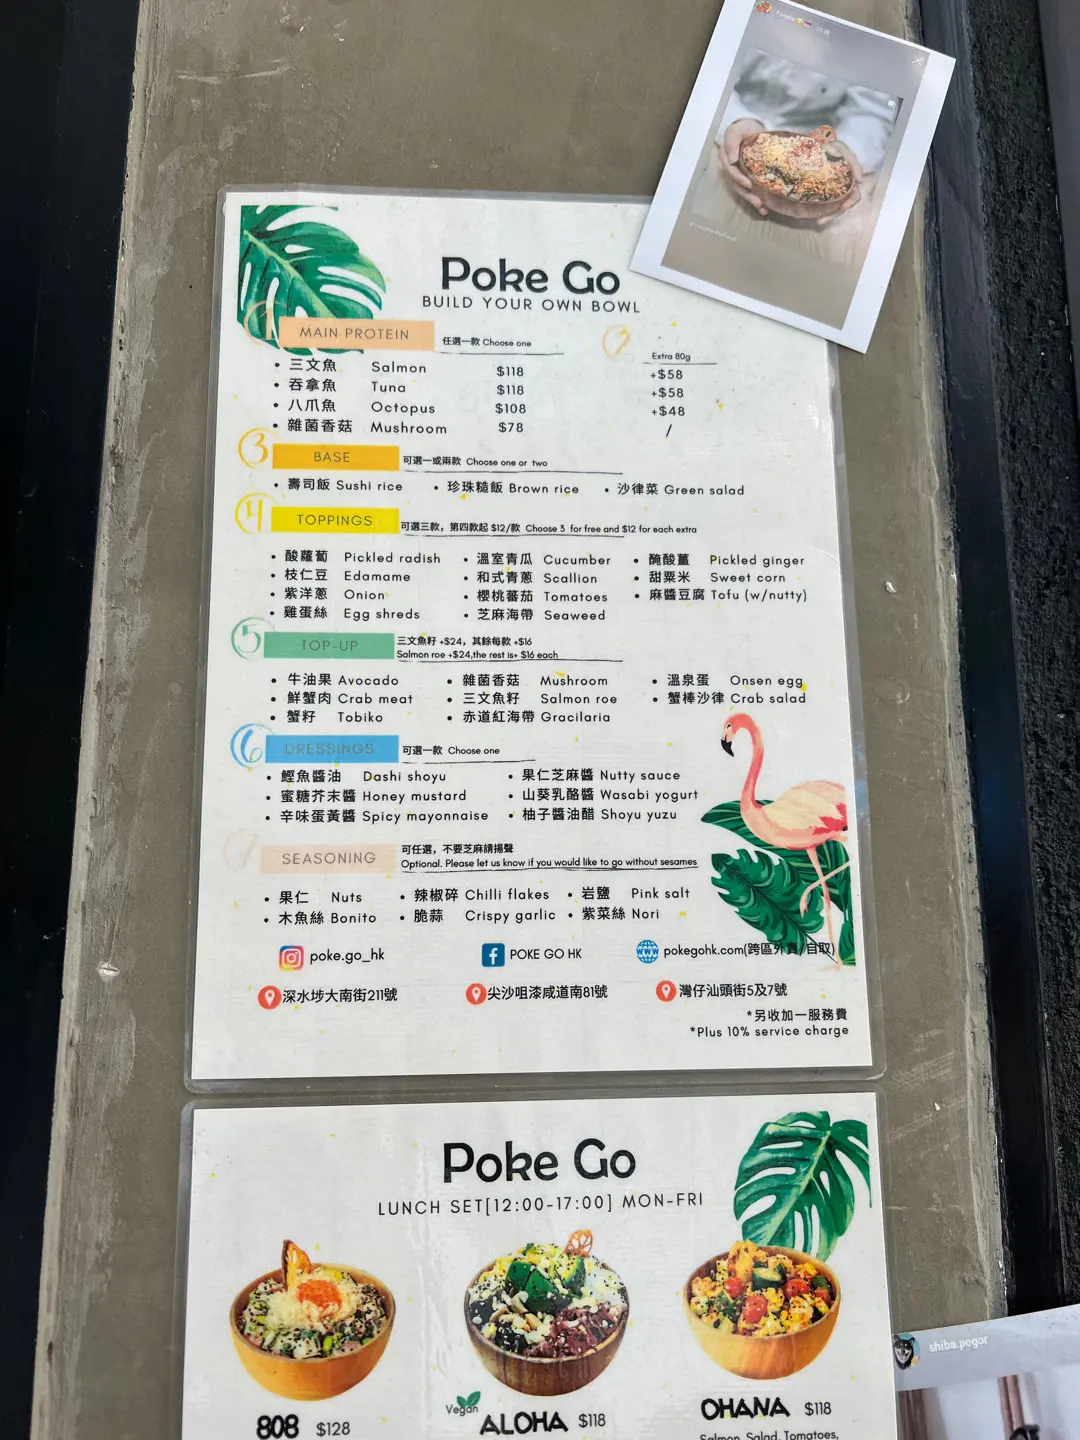 Poke Go
BUILD YOUR OWN BOWL
1 MAIN PROTEIN 任選一款 Choose one
2 Extra 80g
• 三文魚 Salmon $118 +$58
• 吞拿魚 Tuna $118 +$58
• 八爪魚 Octopus $108 +$48
• 雜菌香菇 Mushroom $78 /
3 BASE 可選一或兩款 Choose one or two
• 壽司飯 Sushi rice • 珍珠糙飯 Brown rice • 沙律菜 Green salad
4 TOPPINGS 可選三款，第四款起 $12/款 Choose 3 for free and $12 for each extra
• 酸蘿蔔 Pickled radish • 溫室青瓜 Cucumber • 醃酸薑 Pickled ginger
• 枝仁豆 Edamame • 和式青蔥 Scallion • 甜粟米 Sweet corn
• 紫洋蔥 Onion • 櫻桃蕃茄 Tomatoes • 麻醬豆腐 Tofu (w/nutty)
• 雞蛋絲 Egg shreds • 芝麻海帶 Seaweed
5 TOP-UP 三文魚籽 +$24，其餘每款 +$16
Salmon roe +$24,the rest is+ $16 each
• 牛油果 Avocado • 雜菌香菇 Mushroom • 溫泉蛋 Onsen egg
• 鮮蟹肉 Crab meat • 三文魚籽 Salmon roe • 蟹棒沙律 Crab salad
• 蟹籽 Tobiko • 赤道紅海帶 Gracilaria
6 DRESSINGS 可選一款 Choose one
• 鰹魚醬油 Dashi shoyu • 果仁芝麻醬 Nutty sauce
• 蜜糖芥末醬 Honey mustard • 山葵乳酪醬 Wasabi yogurt
• 辛味蛋黃醬 Spicy mayonnaise • 柚子醬油醋 Shoyu yuzu
7 SEASONING 可任選，不要芝麻請揚聲
Optional. Please let us know if you would like to go without sesames
• 果仁 Nuts • 辣椒碎 Chilli flakes • 岩鹽 Pink salt
• 木魚絲 Bonito • 脆蒜 Crispy garlic • 紫菜絲 Nori
poke.go_hk POKE GO HK www pokegohk.com(跨區外賣/自取)
深水埗大南街211號 尖沙咀漆咸道南81號 灣仔汕頭街5及7號
*另收加一服務費
*Plus 10% service charge
Poke Go
LUNCH SET[12:00-17:00] MON-FRI
808 $128
Vegan ALOHA $118
OHANA $118
Salmon, Salad, Tomatoes,
shiba.pogor